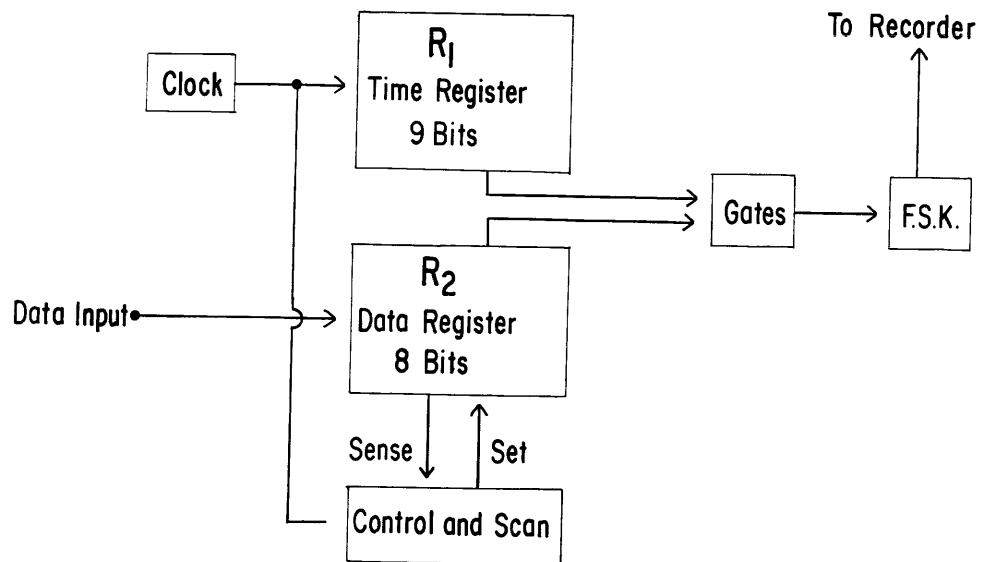 To Recorder
Clock
R1
Time Register
9 Bits
Gates
F.S.K.
R2
Data Input
Data Register
8 Bits
Sense
Set
Control and Scan